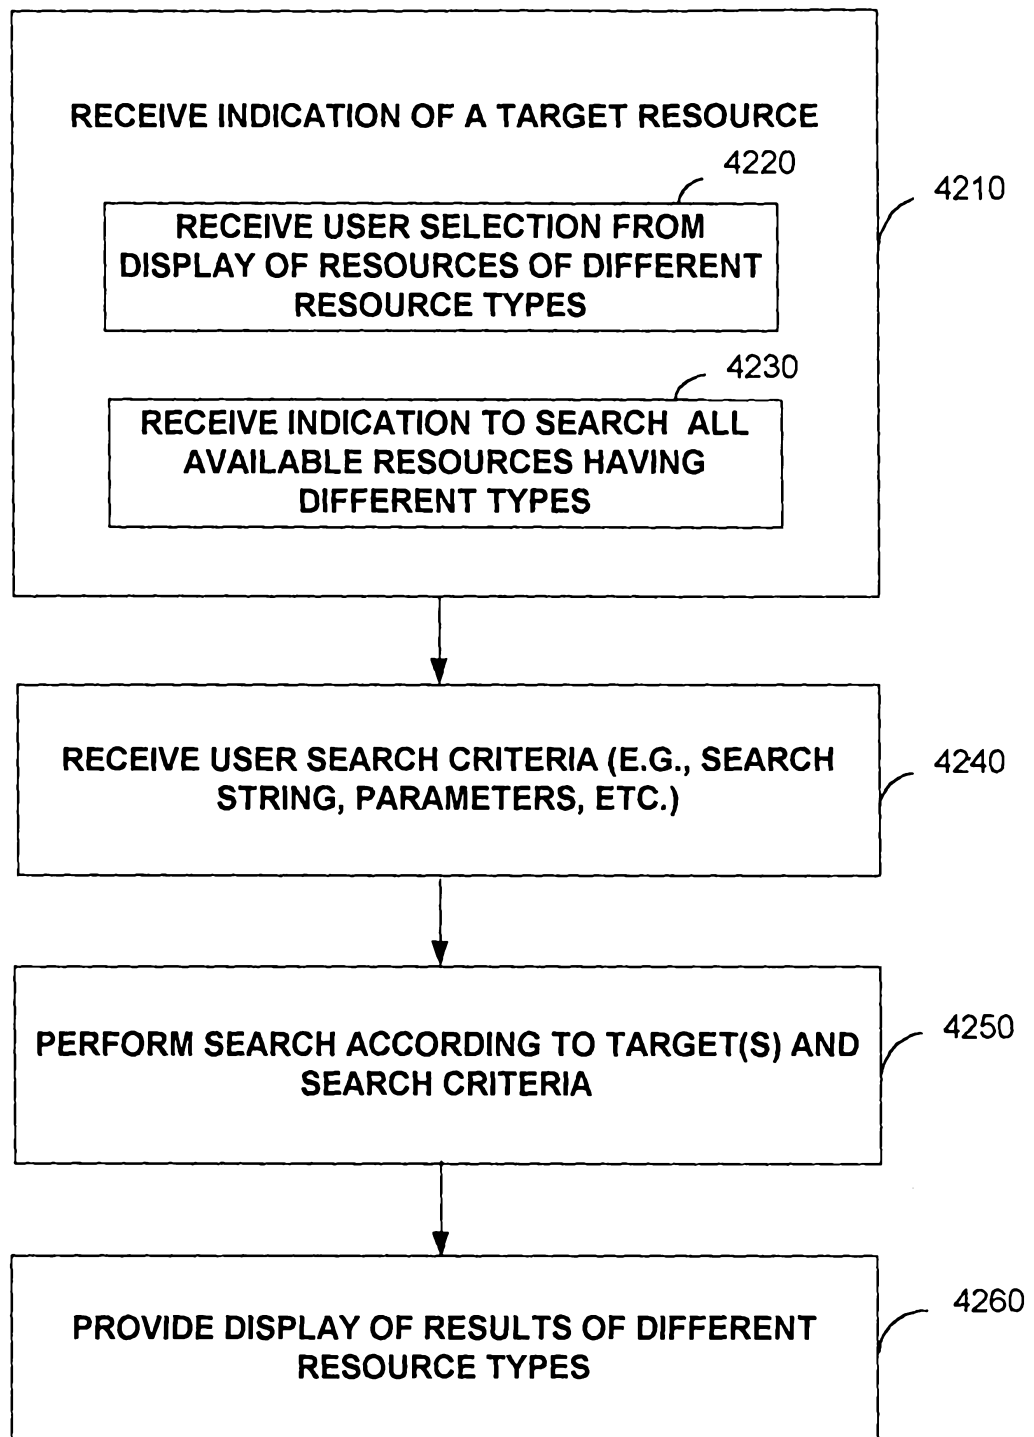 RECEIVE INDICATION OF A TARGET RESOURCE
4220
4210
RECEIVE USER SELECTION FROM
DISPLAY OF RESOURCES OF DIFFERENT
RESOURCE TYPES
4230
RECEIVE INDICATION TO SEARCH ALL
AVAILABLE RESOURCES HAVING
DIFFERENT TYPES
4240
RECEIVE USER SEARCH CRITERIA (E.G., SEARCH
STRING, PARAMETERS, ETC.)
4250
PERFORM SEARCH ACCORDING TO TARGET(S) AND
SEARCH CRITERIA
4260
PROVIDE DISPLAY OF RESULTS OF DIFFERENT
RESOURCE TYPES